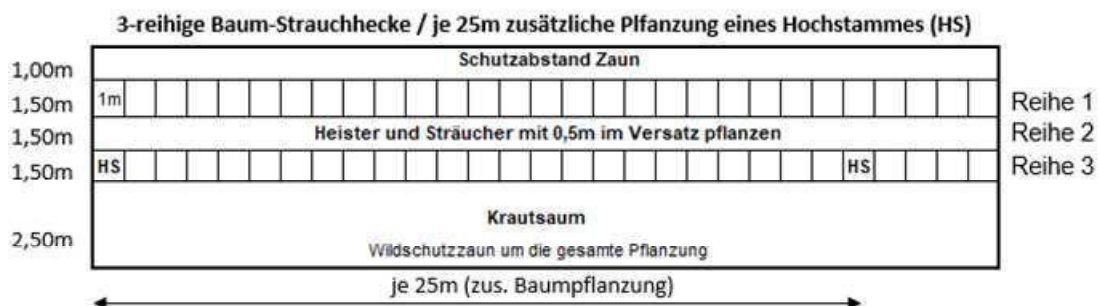 3-reihige Baum-Strauchhecke / je 25m zusätzliche Plfanzung eines Hochstammes (HS)
1,00m Schutzabstand Zaun
1,50m 1m Reihe 1
1,50m Heister und Sträucher mit 0,5m im Versatz pflanzen Reihe 2
1,50m HS HS Reihe 3
Krautsaum
2,50m Wildschutzzaun um die gesamte Pflanzung
je 25m (zus. Baumpflanzung)